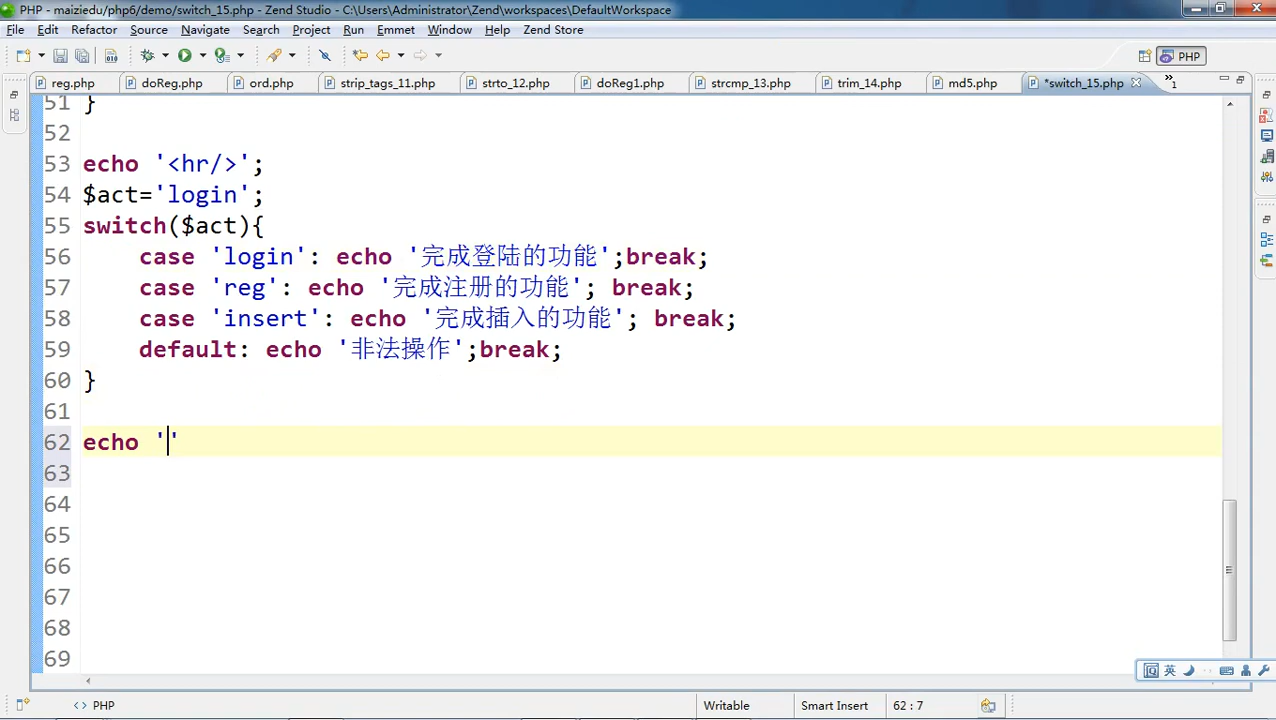 PHP - maiziedu/php6/demo/switch_15.php - Zend Studio - C:\Users\Administrator\Zend\workspaces\DefaultWorkspace
File Edit Refactor Source Navigate Search Project Run Emmet Window Help Zend Store
PHP
reg.php doReg.php ord.php strip_tags_11.php strto_12.php doReg1.php strcmp_13.php trim_14.php md5.php *switch_15.php »1
51 }
52
53 echo '<hr/>';
54 $act='login';
55 switch($act){
56 case 'login': echo '完成登陆的功能';break;
57 case 'reg': echo '完成注册的功能'; break;
58 case 'insert': echo '完成插入的功能'; break;
59 default: echo '非法操作';break;
60 }
61
62 echo ''
63
64
65
66
67
68
69
英
<> PHP Writable Smart Insert 62 : 7